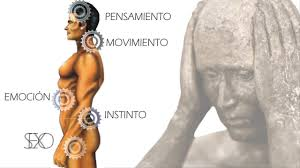 PENSAMIENTO
MOVIMIENTO
EMOCIÓN
INSTINTO
SEXO